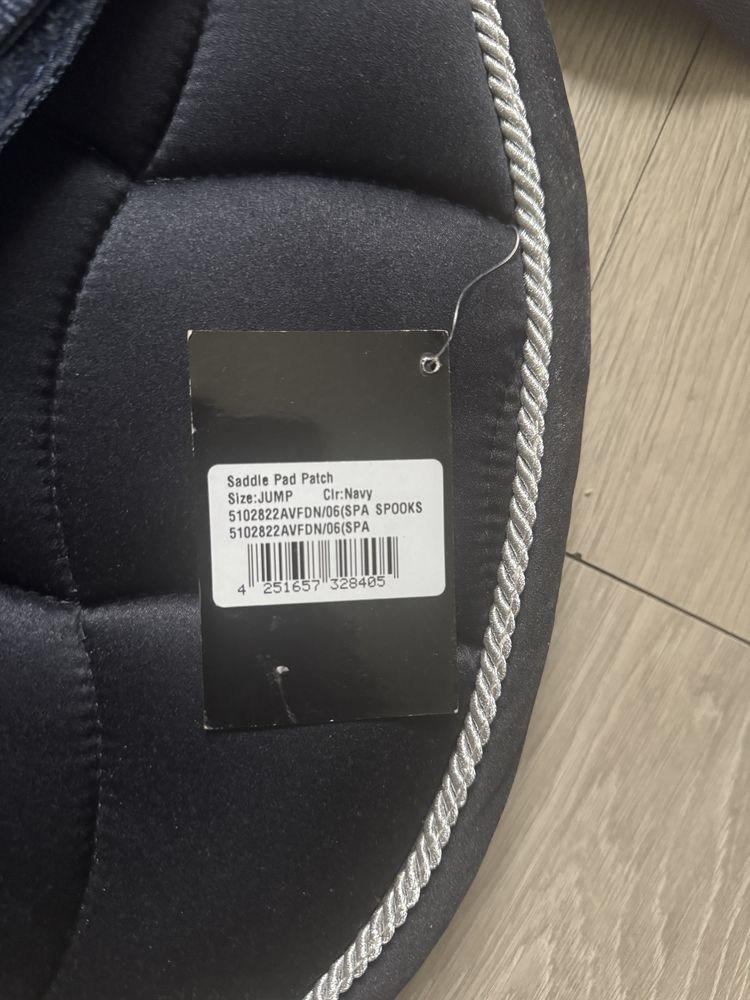 Saddle Pad Patch
Size:JUMP Clr:Navy
5102822AVFDN/06(SPA SPOOKS
5102822AVFDN/06(SPA
4 251657 328405